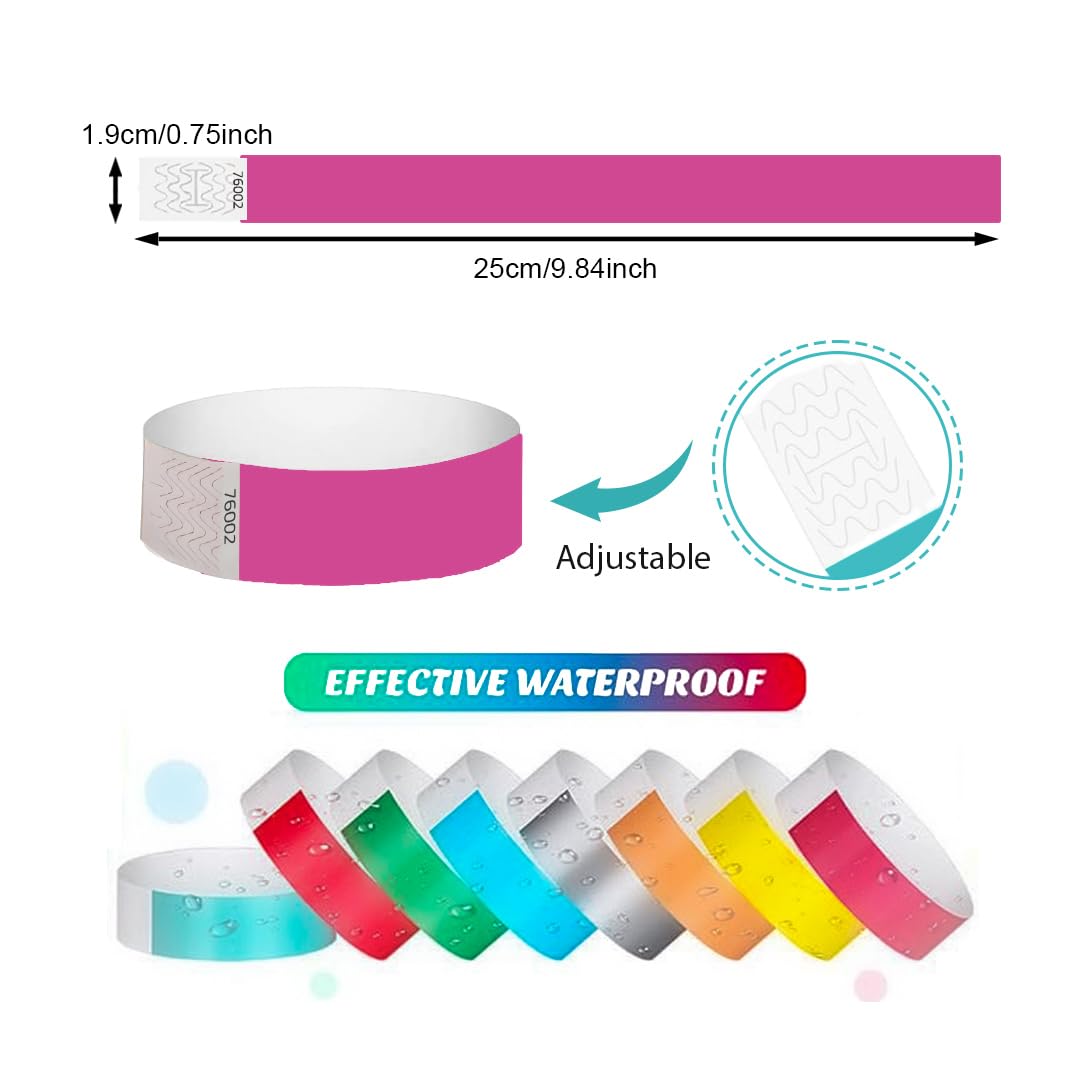 1.9cm/0.75inch
76002
25cm/9.84inch
76002
Adjustable
EFFECTIVE WATERPROOF